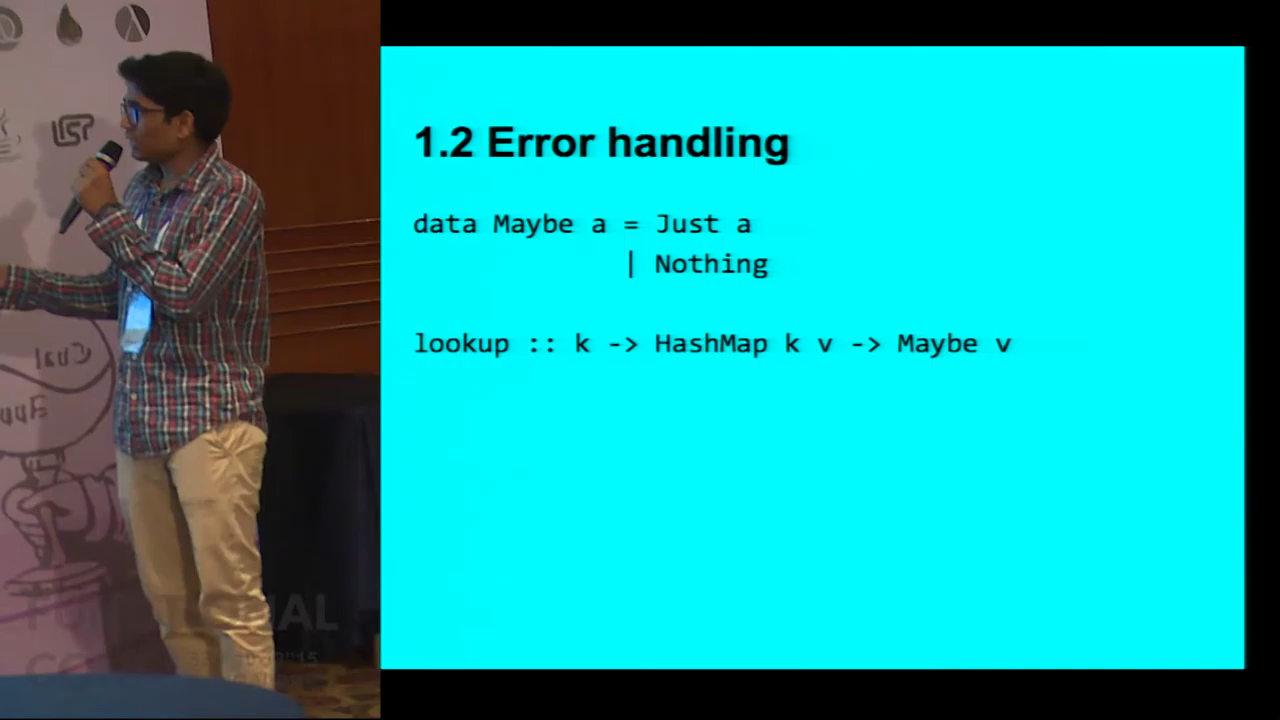 1.2 Error handling
data Maybe a = Just a
| Nothing
lookup :: k -> HashMap k v -> Maybe v